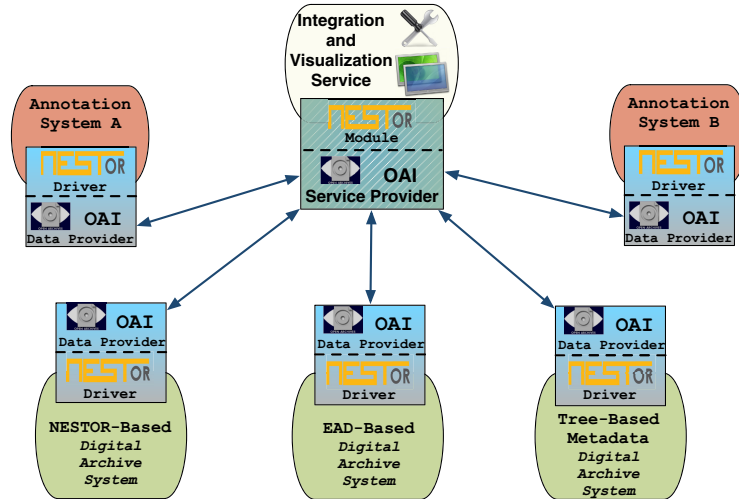 Integration
and
Visualization
Service
NESTOR
Module
OAI
Service Provider
Annotation
System A
NESTOR
Driver
OAI
Data Provider
Annotation
System B
NESTOR
Driver
OAI
Data Provider
OAI
Data Provider
NESTOR
Driver
NESTOR-Based
Digital
Archive
System
OAI
Data Provider
NESTOR
Driver
EAD-Based
Digital
Archive
System
OAI
Data Provider
NESTOR
Driver
Tree-Based
Metadata
Digital
Archive
System